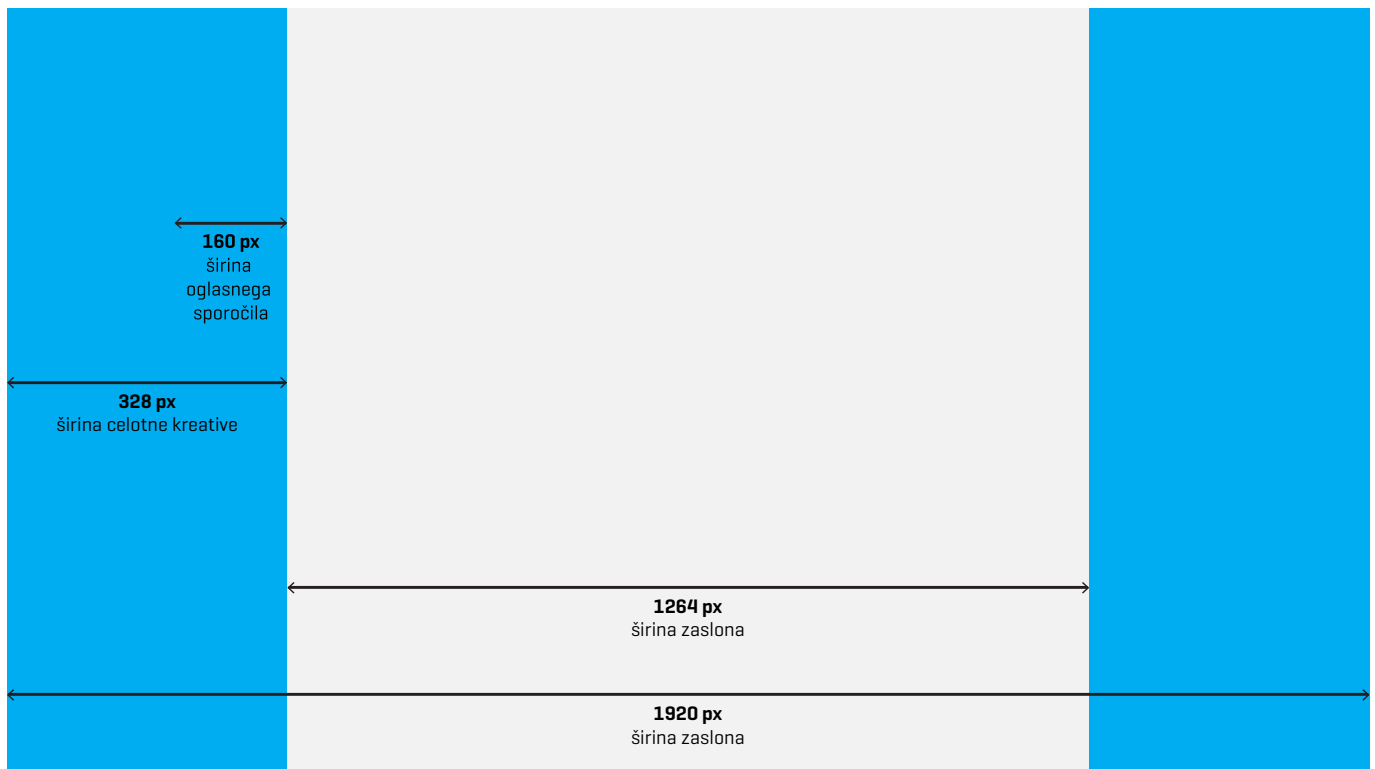 160 px
širina
oglasnega
sporočila
328 px
širina celotne kreative
1264 px
širina zaslona
1920 px
širina zaslona